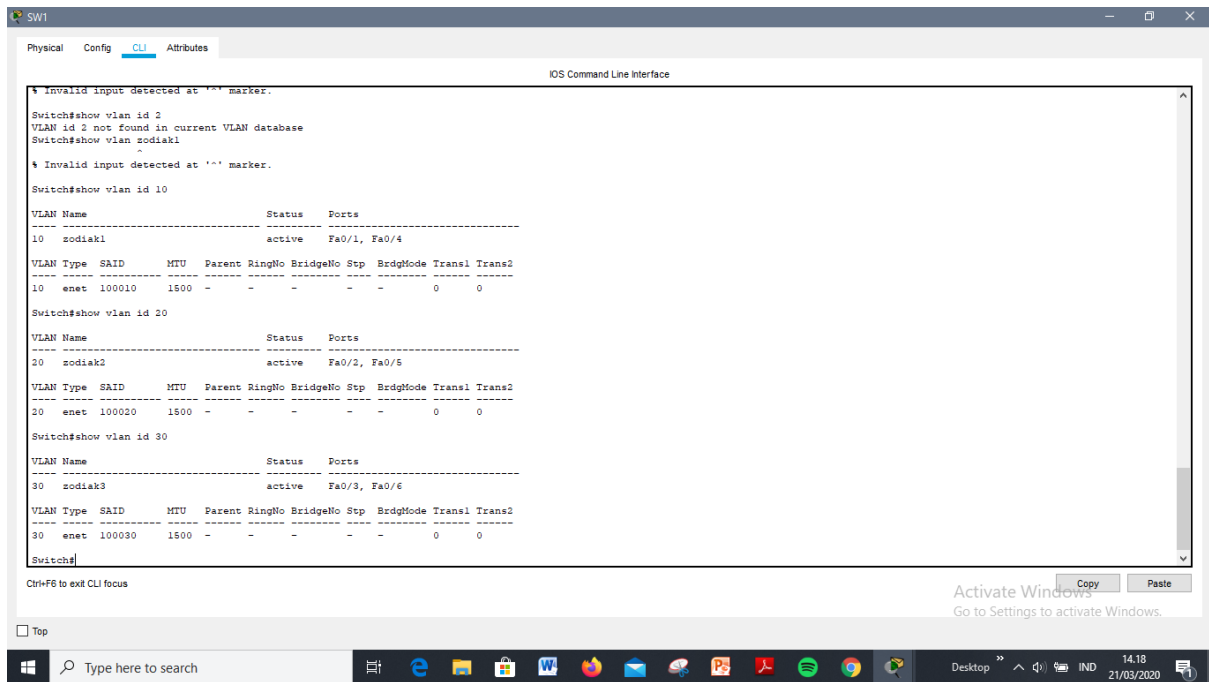 SW1
Physical Config CLI Attributes
IOS Command Line Interface
% Invalid input detected at '^' marker.
Switch#show vlan id 2
VLAN id 2 not found in current VLAN database
Switch#show vlan zodiak1
^
% Invalid input detected at '^' marker.
Switch#show vlan id 10
VLAN Name Status Ports
---- -------------------------------- --------- -------------------------------
10 zodiak1 active Fa0/1, Fa0/4
VLAN Type SAID MTU Parent RingNo BridgeNo Stp BrdgMode Trans1 Trans2
---- ----- ---------- ----- ------ ------ -------- ---- -------- ------ ------
10 enet 100010 1500 - - - - - 0 0
Switch#show vlan id 20
VLAN Name Status Ports
---- -------------------------------- --------- -------------------------------
20 zodiak2 active Fa0/2, Fa0/5
VLAN Type SAID MTU Parent RingNo BridgeNo Stp BrdgMode Trans1 Trans2
---- ----- ---------- ----- ------ ------ -------- ---- -------- ------ ------
20 enet 100020 1500 - - - - - 0 0
Switch#show vlan id 30
VLAN Name Status Ports
---- -------------------------------- --------- -------------------------------
30 zodiak3 active Fa0/3, Fa0/6
VLAN Type SAID MTU Parent RingNo BridgeNo Stp BrdgMode Trans1 Trans2
---- ----- ---------- ----- ------ ------ -------- ---- -------- ------ ------
30 enet 100030 1500 - - - - - 0 0
Switch#
Ctrl+F6 to exit CLI focus
Copy Paste
Activate Windows
Go to Settings to activate Windows.
Top
Type here to search
Desktop » IND 14.18
21/03/2020